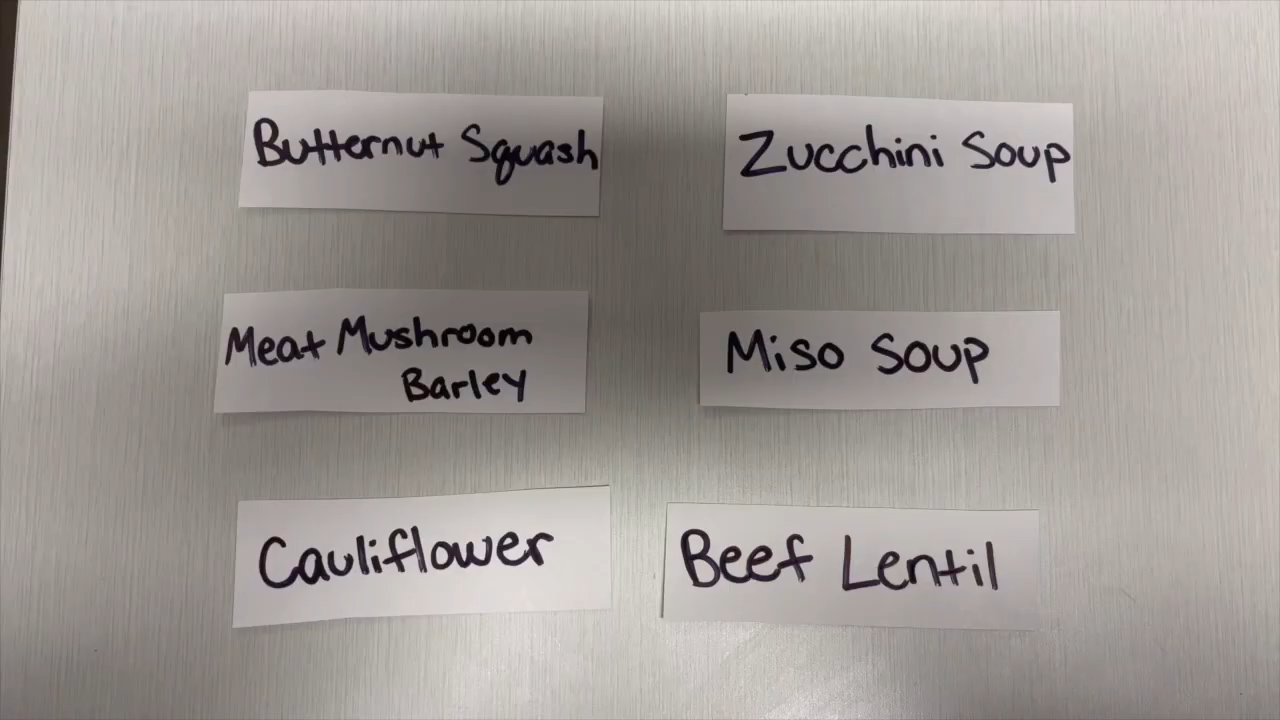 Butternut Squash
Zucchini Soup
Meat Mushroom
Barley
Miso Soup
Cauliflower
Beef Lentil